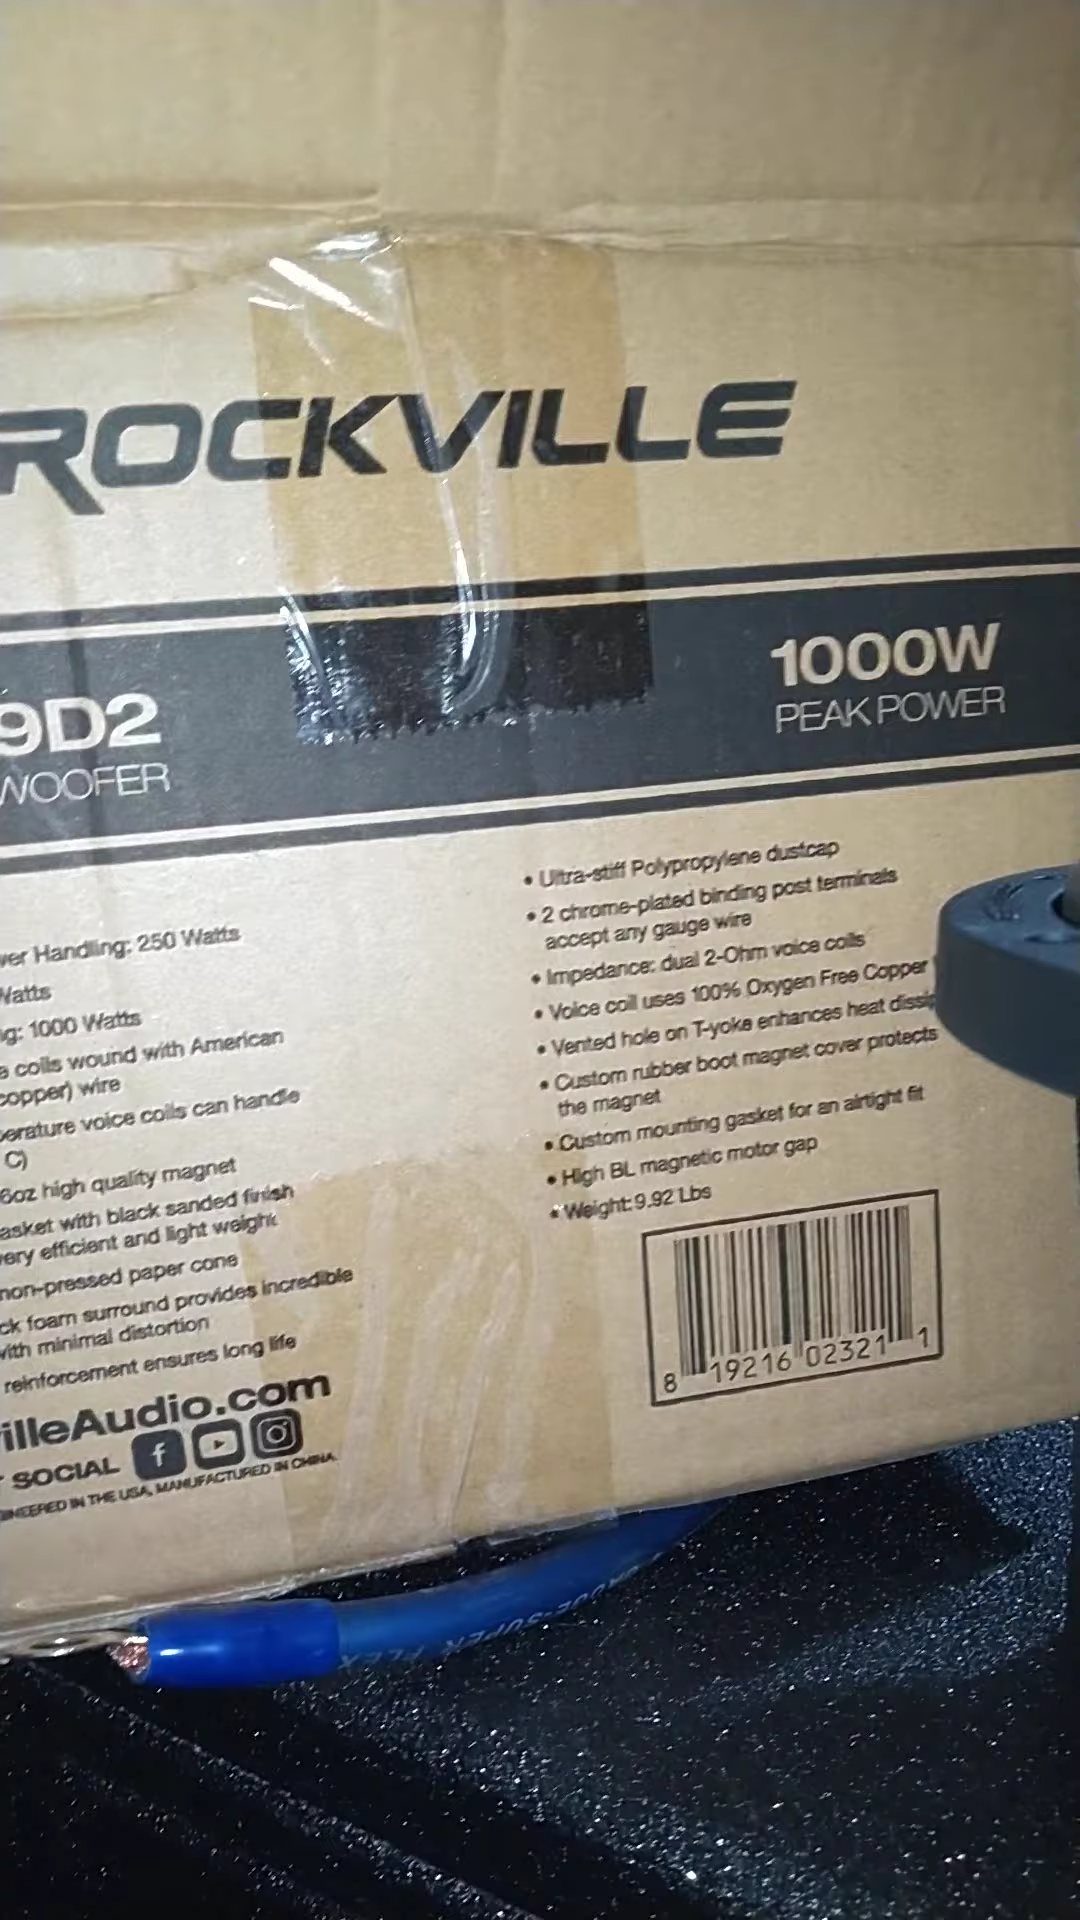 ROCKVILLE
9D2
WOOFER
1000W
PEAK POWER
wer Handling: 250 Watts
Watts
ng: 1000 Watts
coils wound with American
copper) wire
perature voice coils can handle
C)
6oz high quality magnet
asket with black sanded finish
very efficient and light weight
non-pressed paper cone
ck foam surround provides incredible
with minimal distortion
reinforcement ensures long life
illeAudio.com
SOCIAL
GINEERED IN THE USA, MANUFACTURED IN CHINA.
• Ultra-stiff Polypropylene dustcap
• 2 chrome-plated binding post terminals
accept any gauge wire
• Impedance: dual 2-Ohm voice coils
• Voice coil uses 100% Oxygen Free Copper
• Vented hole on T-yoke enhances heat dissip
• Custom rubber boot magnet cover protects
the magnet
• Custom mounting gasket for an airtight fit
• High BL magnetic motor gap
• Weight: 9.92 Lbs
8 19216 02321 1
SUPER FLEX